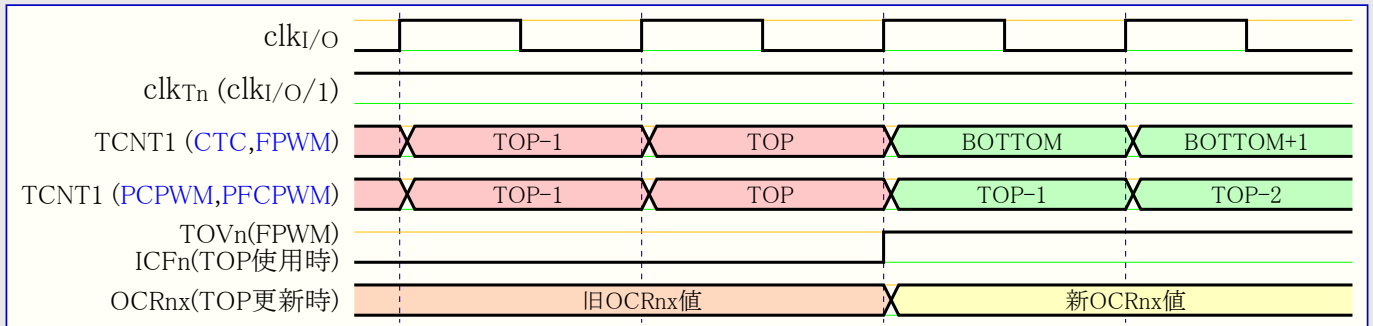 clkI/O
clkTn (clkI/O/1)
TCNT1 (CTC,FPWM) TOP-1 TOP BOTTOM BOTTOM+1
TCNT1 (PCPWM,PFCPWM) TOP-1 TOP TOP-1 TOP-2
TOVn(FPWM)
ICFn(TOP使用時)
OCRnx(TOP更新時) 旧OCRnx値 新OCRnx値